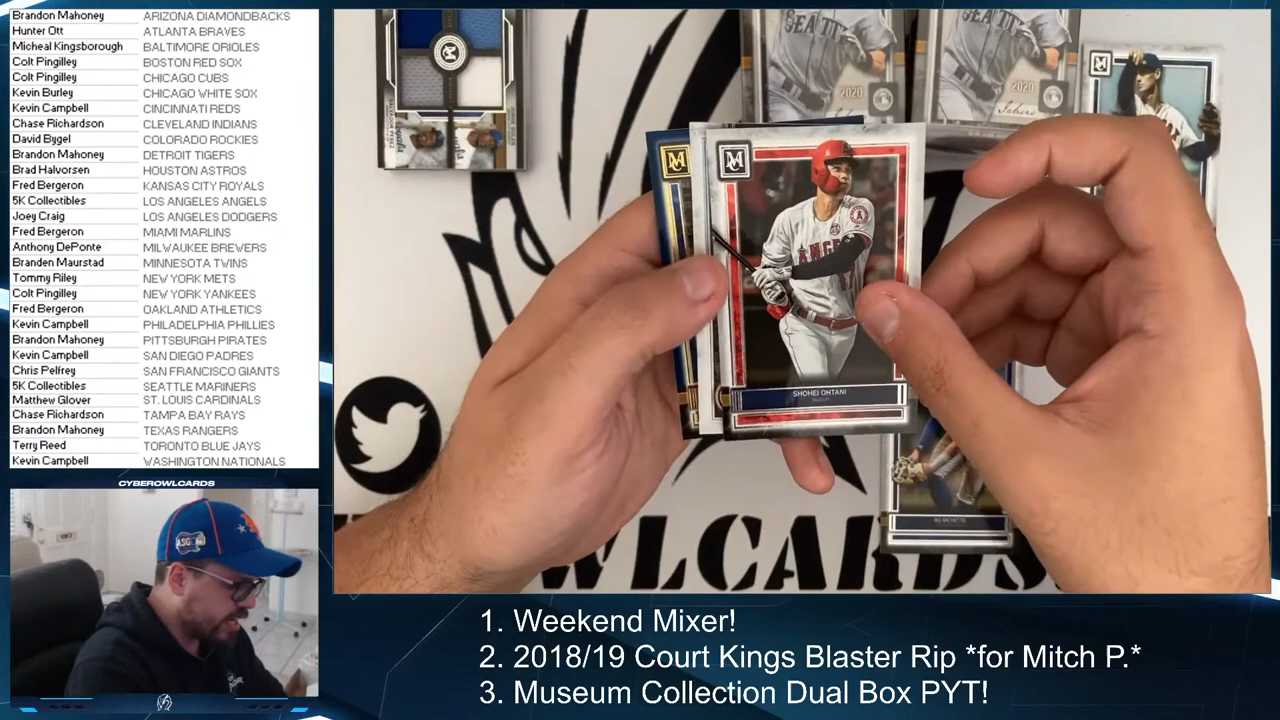 Brandon Mahoney ARIZONA DIAMONDBACKS
Hunter Ott ATLANTA BRAVES
Micheal Kingsborough BALTIMORE ORIOLES
Colt Pingilley BOSTON RED SOX
Colt Pingilley CHICAGO CUBS
Kevin Burley CHICAGO WHITE SOX
Kevin Campbell CINCINNATI REDS
Chase Richardson CLEVELAND INDIANS
David Bygel COLORADO ROCKIES
Brandon Mahoney DETROIT TIGERS
Brad Halvorsen HOUSTON ASTROS
Fred Bergeron KANSAS CITY ROYALS
5K Collectibles LOS ANGELES ANGELS
Joey Craig LOS ANGELES DODGERS
Fred Bergeron MIAMI MARLINS
Anthony DePonte MILWAUKEE BREWERS
Branden Maurstad MINNESOTA TWINS
Tommy Riley NEW YORK METS
Colt Pingilley NEW YORK YANKEES
Fred Bergeron OAKLAND ATHLETICS
Kevin Campbell PHILADELPHIA PHILLIES
Brandon Mahoney PITTSBURGH PIRATES
Kevin Campbell SAN DIEGO PADRES
Chris Pelfrey SAN FRANCISCO GIANTS
5K Collectibles SEATTLE MARINERS
Matthew Glover ST. LOUIS CARDINALS
Chase Richardson TAMPA BAY RAYS
Brandon Mahoney TEXAS RANGERS
Terry Reed TORONTO BLUE JAYS
Kevin Campbell WASHINGTON NATIONALS
CYBEROWLCARDS
ASG
SEATTLE
SEATTLE
2020
2020
Ichiro
M
M
M
M
ANGE
17
SHOHEI OHTANI
BO BICHETTE
WLCARDS
1. Weekend Mixer!
2. 2018/19 Court Kings Blaster Rip *for Mitch P.*
3. Museum Collection Dual Box PYT!